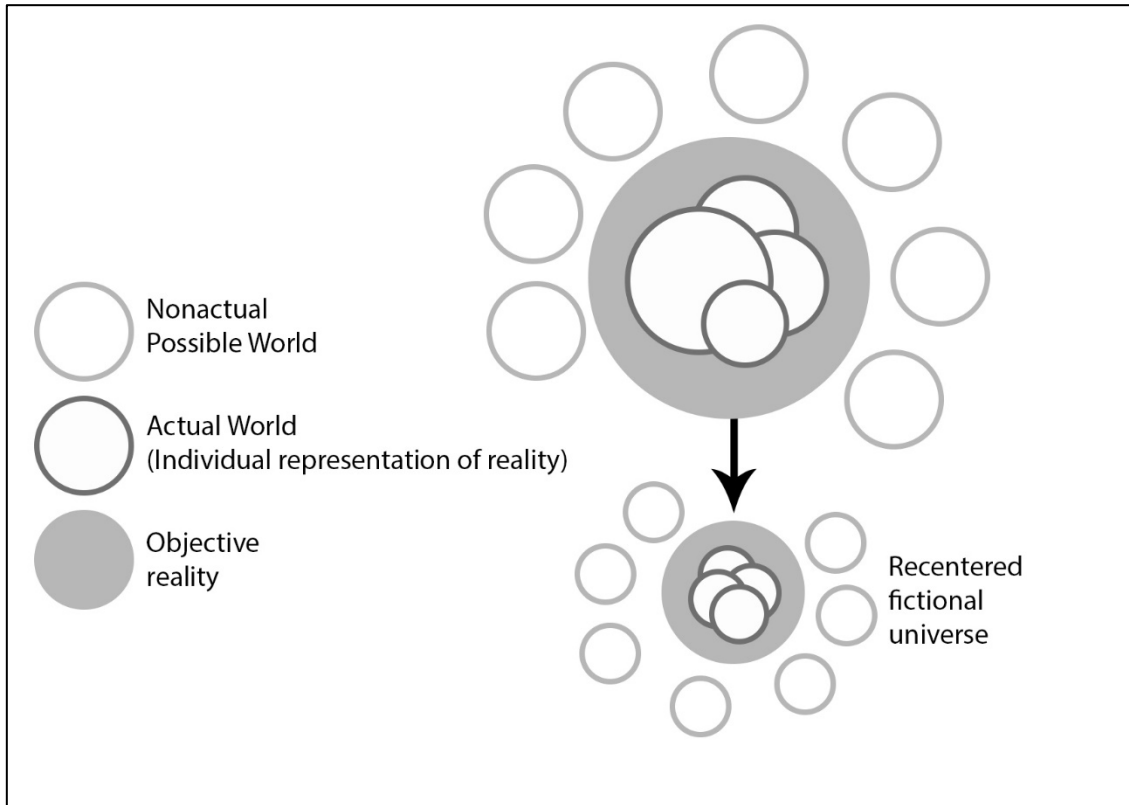 Nonactual
Possible World
Actual World
(Individual representation of reality)
Objective
reality
Recentered
fictional
universe